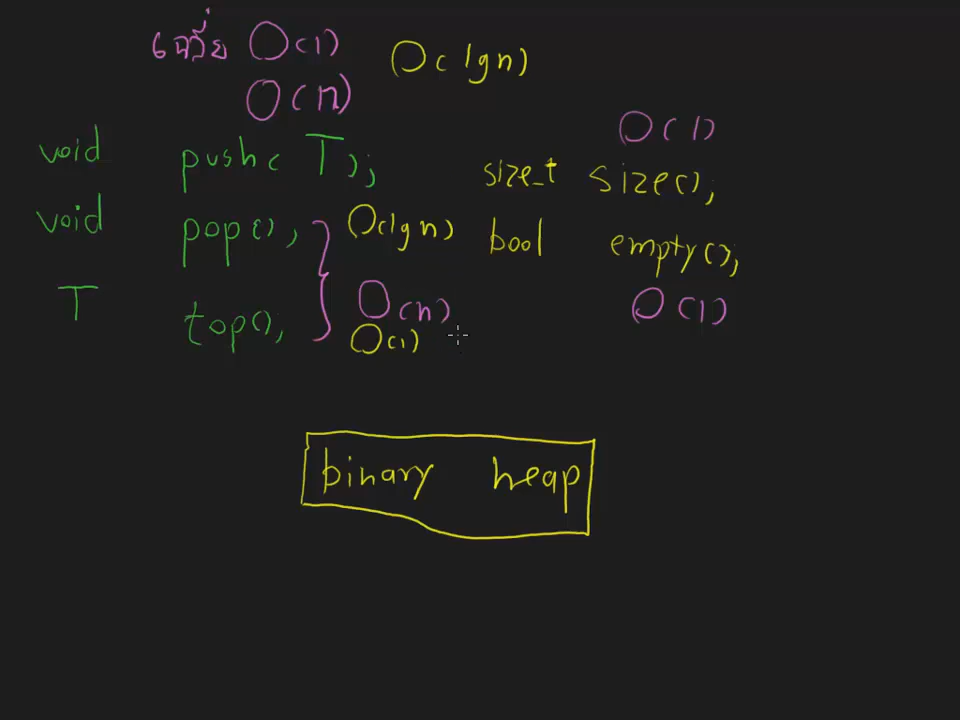 เฉลี่ย O(1) O(lg n)
O(n)
O(1)
void push( T ); size_t size();
void pop(); O(lg n) bool empty();
T top(); O(n) O(1)
O(1)
binary heap